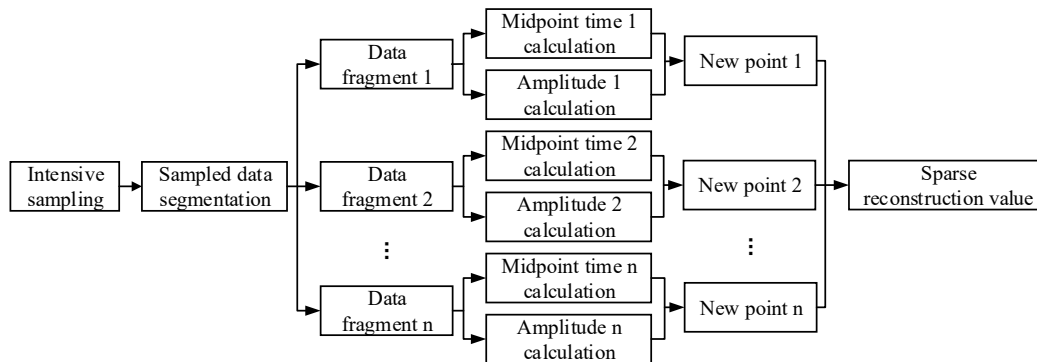 Intensive
sampling
Sampled data
segmentation
Data
fragment 1
Midpoint time 1
calculation
Amplitude 1
calculation
New point 1
Data
fragment 2
Midpoint time 2
calculation
Amplitude 2
calculation
New point 2
...
...
Data
fragment n
Midpoint time n
calculation
Amplitude n
calculation
New point n
Sparse
reconstruction value